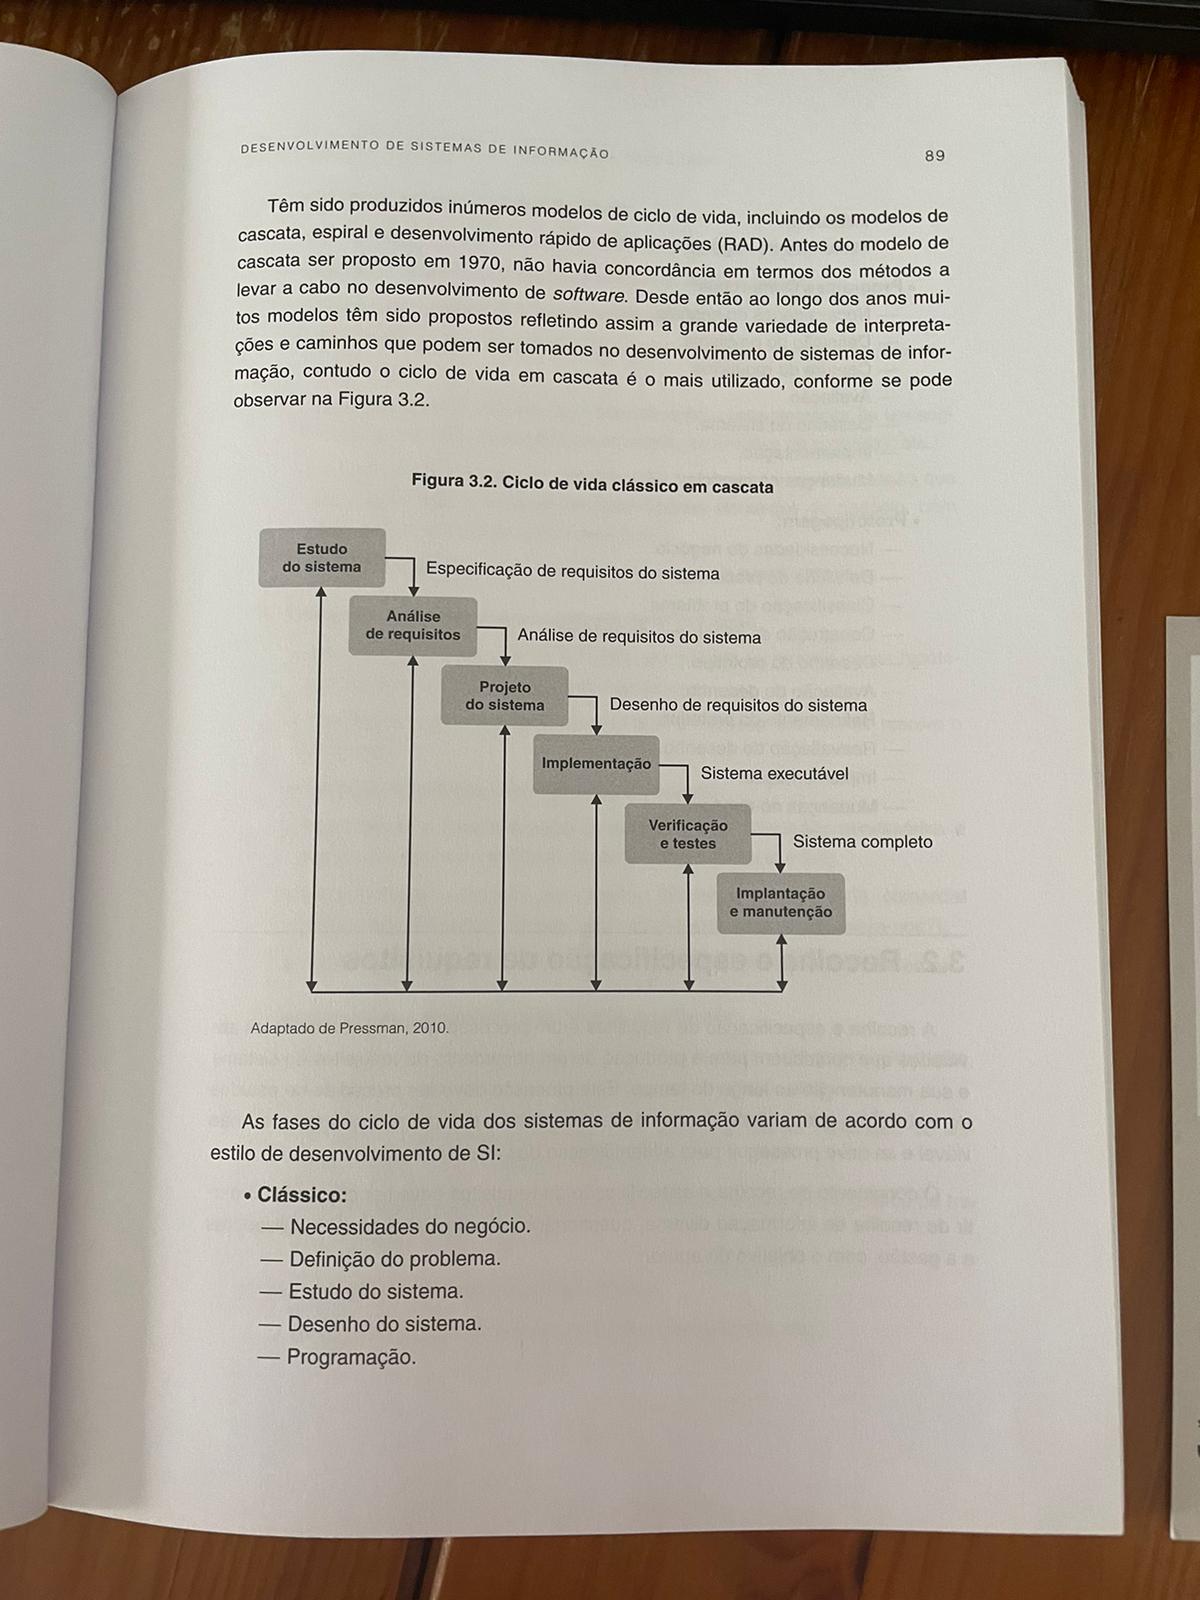 DESENVOLVIMENTO DE SISTEMAS DE INFORMAÇÃO
89
Têm sido produzidos inúmeros modelos de ciclo de vida, incluindo os modelos de
cascata, espiral e desenvolvimento rápido de aplicações (RAD). Antes do modelo de
cascata ser proposto em 1970, não havia concordância em termos dos métodos a
levar a cabo no desenvolvimento de software. Desde então ao longo dos anos mui-
tos modelos têm sido propostos refletindo assim a grande variedade de interpreta-
ções e caminhos que podem ser tomados no desenvolvimento de sistemas de infor-
mação, contudo o ciclo de vida em cascata é o mais utilizado, conforme se pode
observar na Figura 3.2.
Figura 3.2. Ciclo de vida clássico em cascata
Estudo
do sistema
Especificação de requisitos do sistema
Análise
de requisitos
Análise de requisitos do sistema
Projeto
do sistema
Desenho de requisitos do sistema
Implementação
Sistema executável
Verificação
e testes
Sistema completo
Implantação
e manutenção
Adaptado de Pressman, 2010.
As fases do ciclo de vida dos sistemas de informação variam de acordo com o
estilo de desenvolvimento de SI:
• Clássico:
— Necessidades do negócio.
— Definição do problema.
— Estudo do sistema.
— Desenho do sistema.
— Programação.